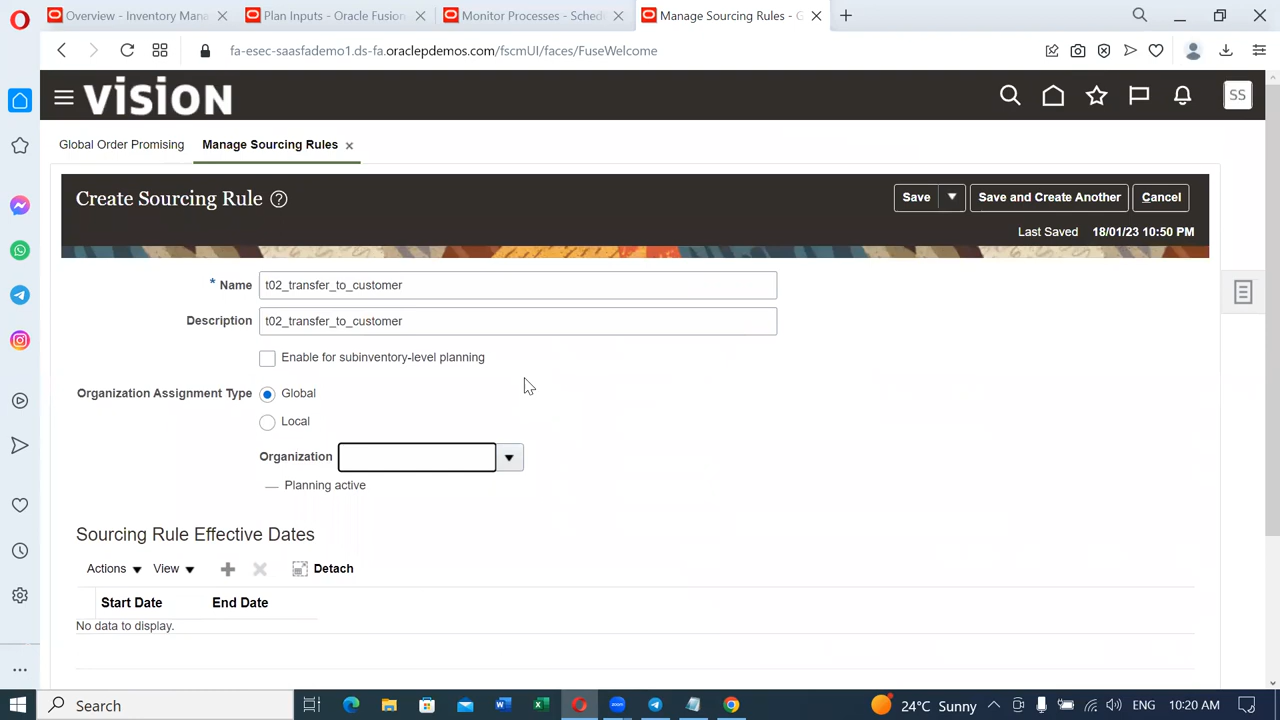 Overview - Inventory Mana
Plan Inputs - Oracle Fusion
Monitor Processes - Sched
Manage Sourcing Rules - G
fa-esec-saasfademo1.ds-fa.oraclepdemos.com/fscmUI/faces/FuseWelcome
vision
SS
Global Order Promising
Manage Sourcing Rules
Create Sourcing Rule
Save
Save and Create Another
Cancel
Last Saved 18/01/23 10:50 PM
* Name t02_transfer_to_customer
Description t02_transfer_to_customer
Enable for subinventory-level planning
Organization Assignment Type Global
Local
Organization
Planning active
Sourcing Rule Effective Dates
Actions View Detach
Start Date End Date
No data to display.
Search
24°C Sunny
ENG
10:20 AM